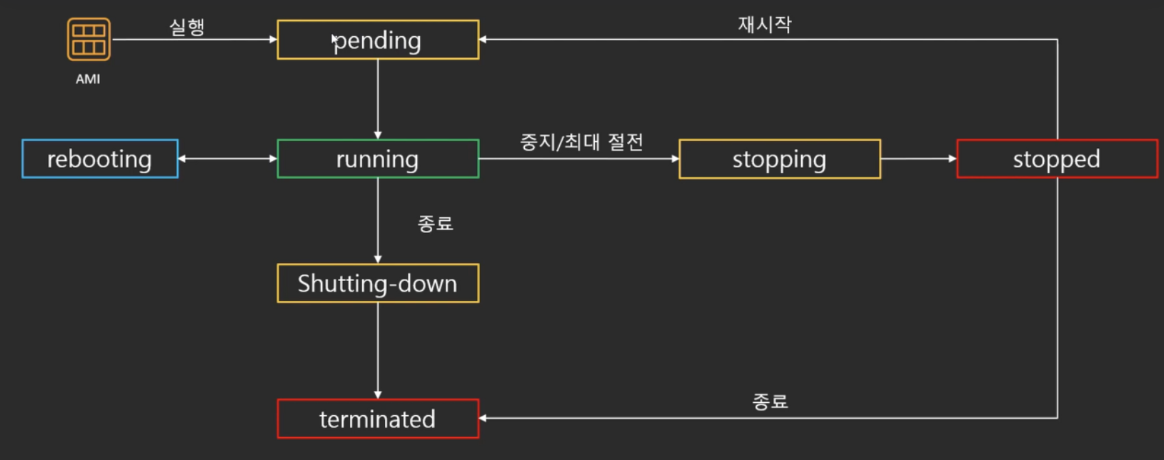 실행
재시작
pending
AMI
rebooting
running
중지/최대 절전
stopping
stopped
종료
Shutting-down
종료
terminated